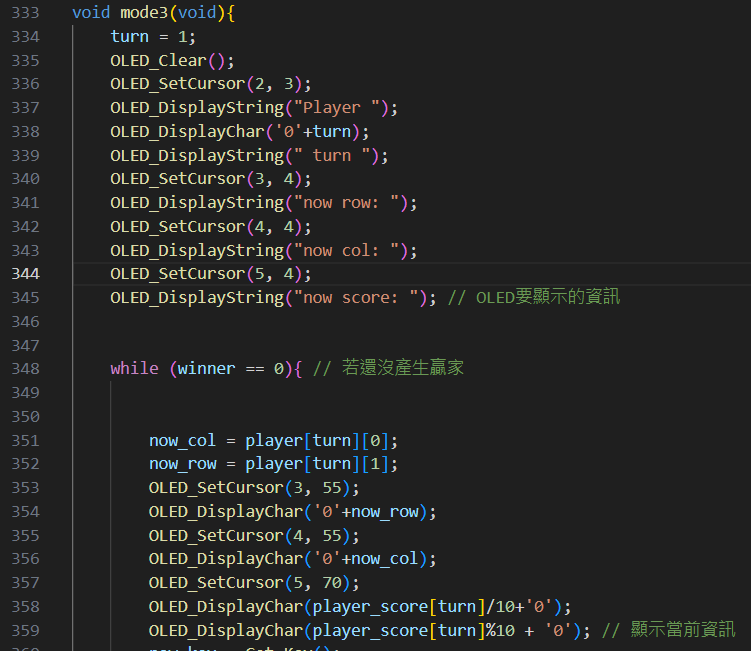 333 void mode3(void){
334 turn = 1;
335 OLED_Clear();
336 OLED_SetCursor(2, 3);
337 OLED_DisplayString("Player ");
338 OLED_DisplayChar('0'+turn);
339 OLED_DisplayString(" turn ");
340 OLED_SetCursor(3, 4);
341 OLED_DisplayString("now row: ");
342 OLED_SetCursor(4, 4);
343 OLED_DisplayString("now col: ");
344 OLED_SetCursor(5, 4);
345 OLED_DisplayString("now score: "); // OLED要顯示的資訊
346
347
348 while (winner == 0){ // 若還沒產生贏家
349
350
351 now_col = player[turn][0];
352 now_row = player[turn][1];
353 OLED_SetCursor(3, 55);
354 OLED_DisplayChar('0'+now_row);
355 OLED_SetCursor(4, 55);
356 OLED_DisplayChar('0'+now_col);
357 OLED_SetCursor(5, 70);
358 OLED_DisplayChar(player_score[turn]/10+'0');
359 OLED_DisplayChar(player_score[turn]%10 + '0'); // 顯示當前資訊